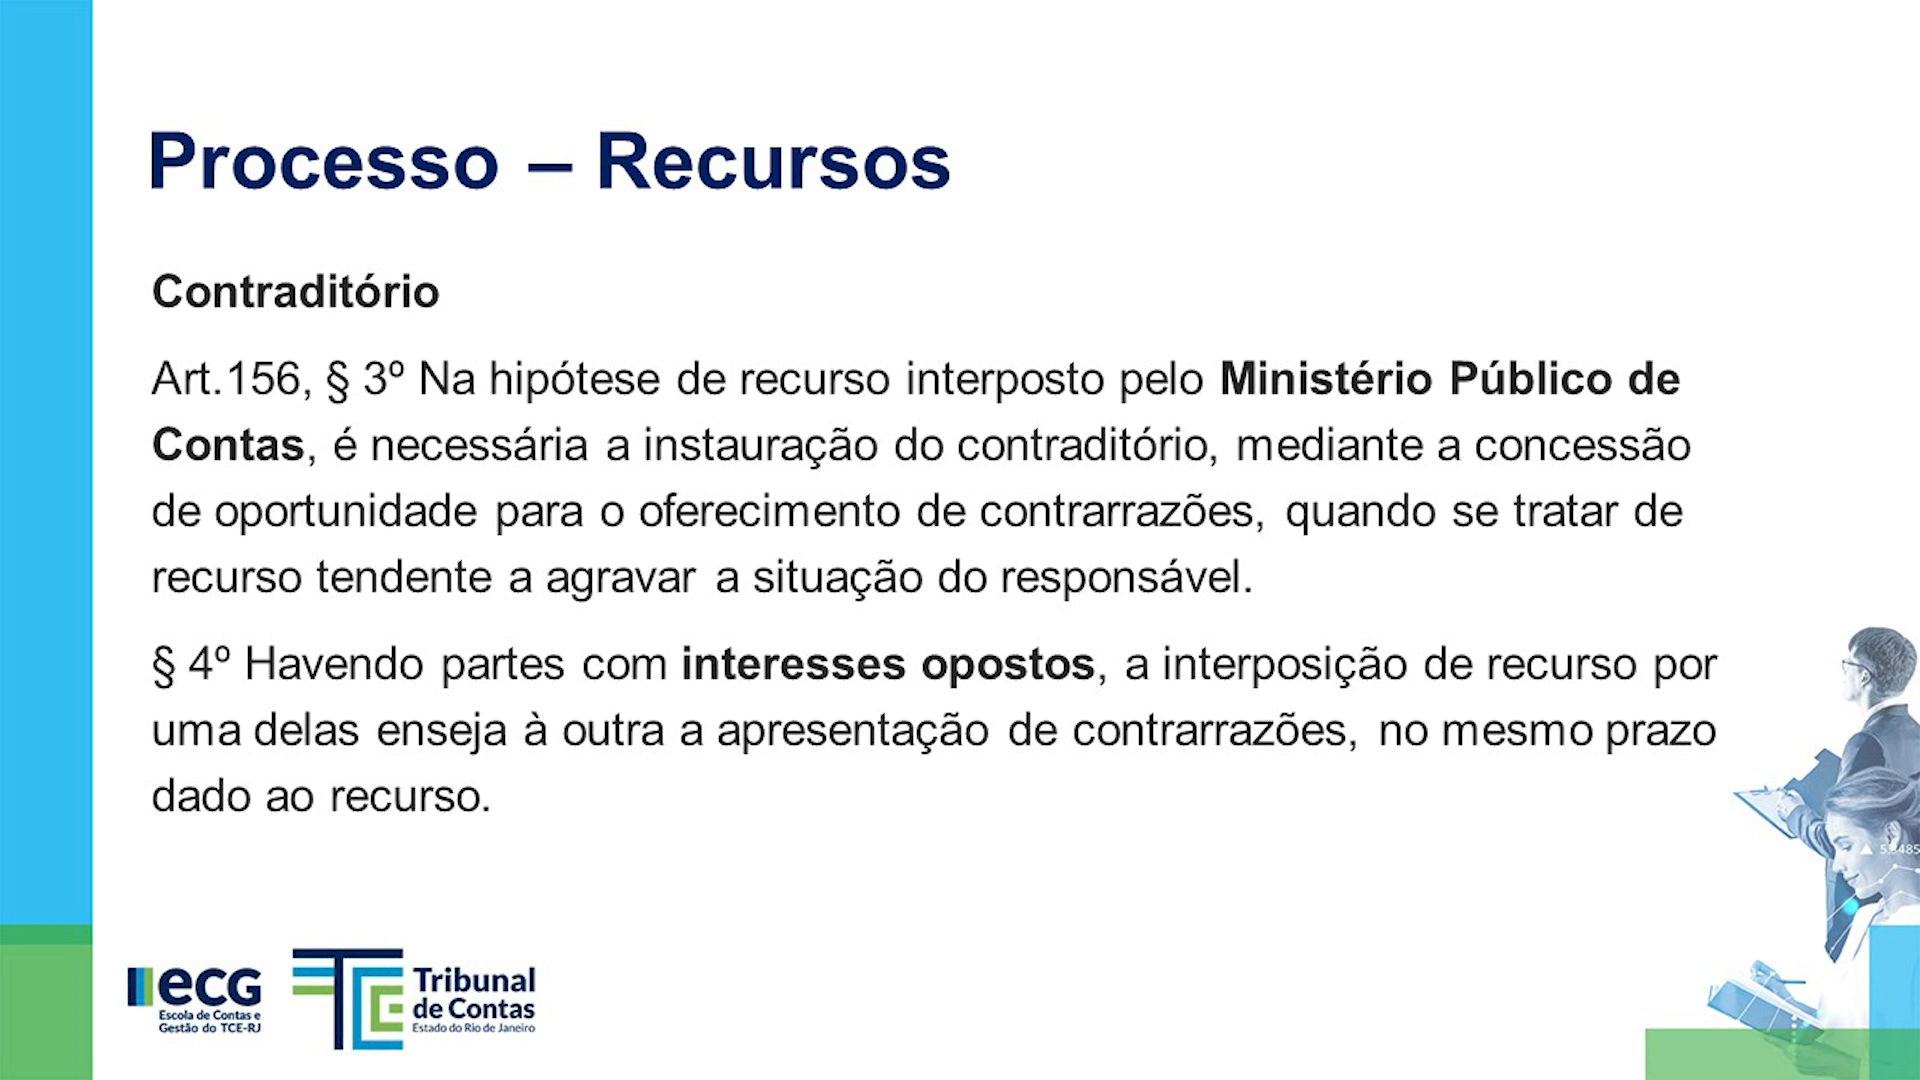 Processo – Recursos
Contraditório
Art.156, § 3º Na hipótese de recurso interposto pelo Ministério Público de
Contas, é necessária a instauração do contraditório, mediante a concessão
de oportunidade para o oferecimento de contrarrazões, quando se tratar de
recurso tendente a agravar a situação do responsável.
§ 4º Havendo partes com interesses opostos, a interposição de recurso por
uma delas enseja à outra a apresentação de contrarrazões, no mesmo prazo
dado ao recurso.
ecg
Escola de Contas e
Gestão do TCE-RJ
TCE
Tribunal
de Contas
Estado do Rio de Janeiro